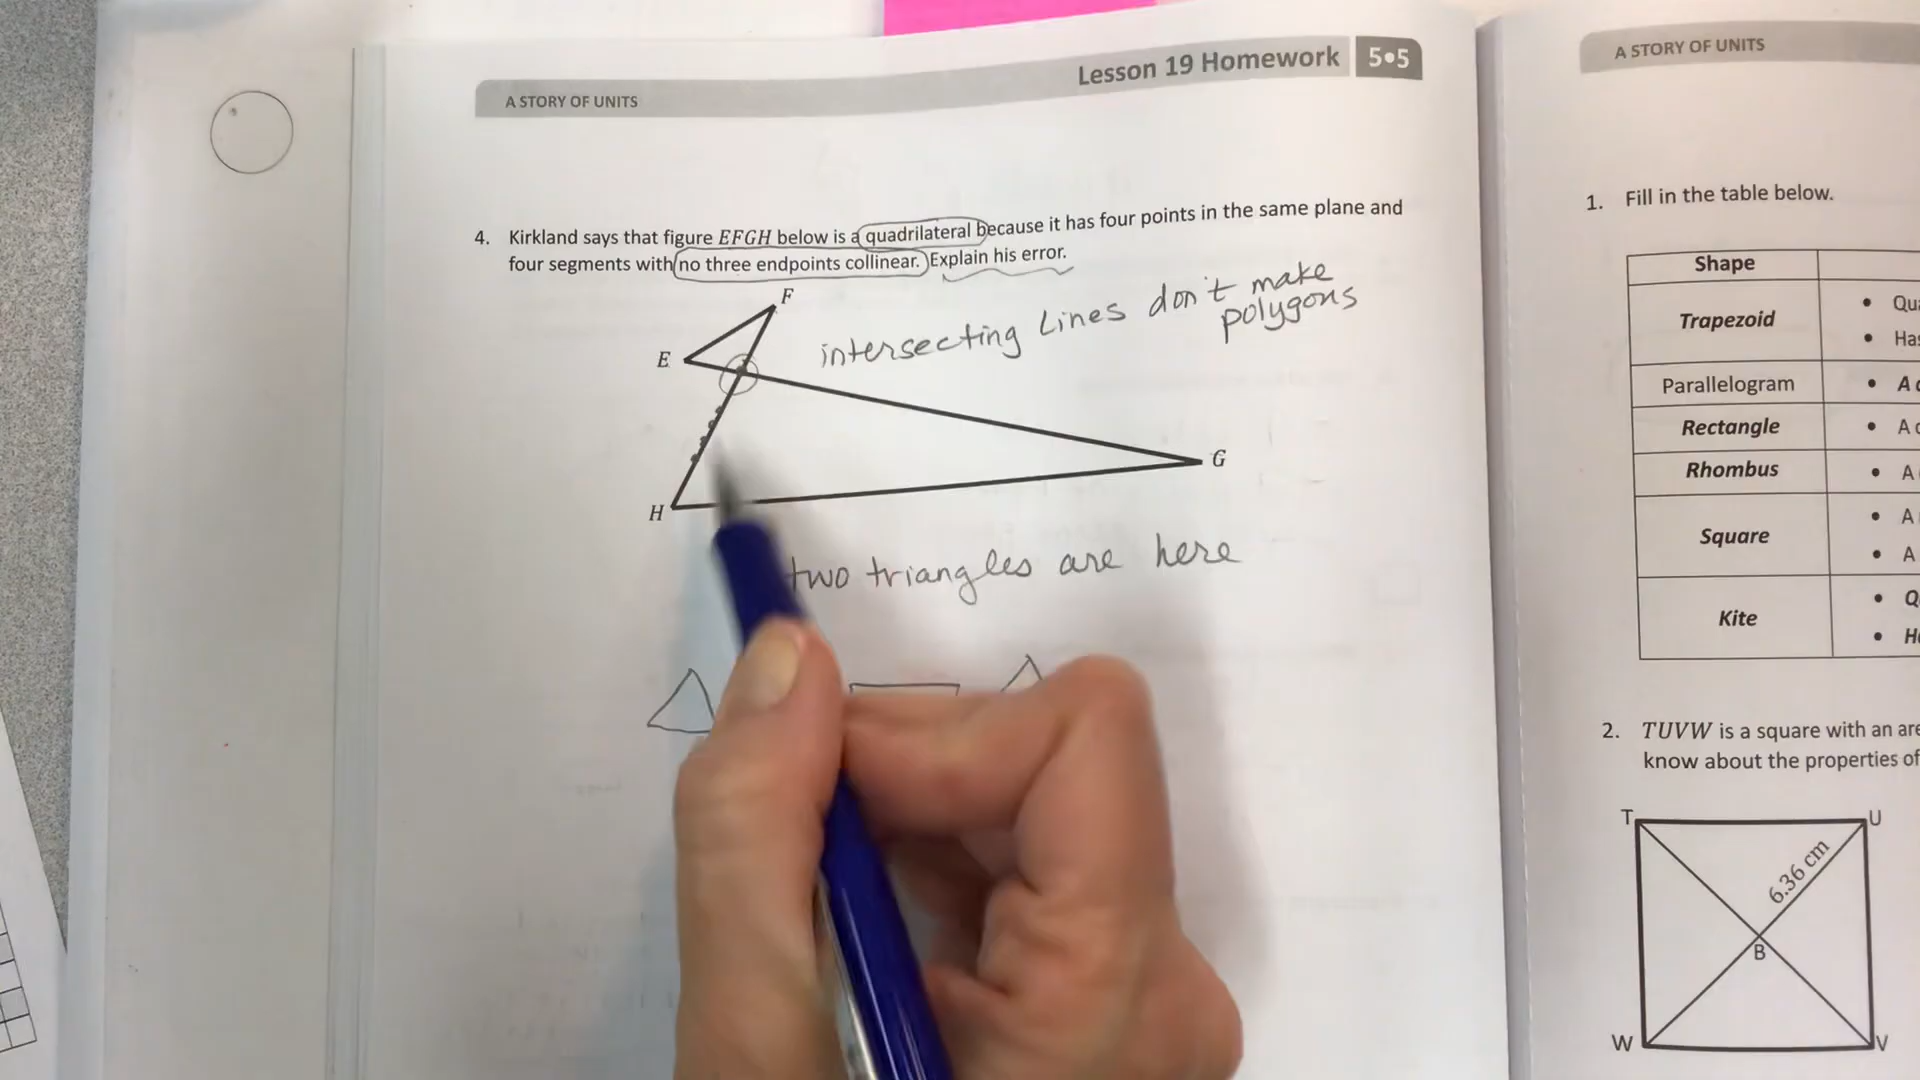 Lesson 19 Homework 5•5
A STORY OF UNITS
4. Kirkland says that figure EFGH below is a quadrilateral because it has four points in the same plane and
four segments with no three endpoints collinear. Explain his error.
F
E
intersecting Lines don't make
polygons
G
H
two triangles are here
A STORY OF UNITS
1. Fill in the table below.
Shape
Trapezoid
•
• Has
Parallelogram
• A
Rectangle
• A
Rhombus
• A
Square
• A
• A
Kite
•
•
2. TUVW is a square with an
know about the properties of
T
U
6.36 cm
B
W
V